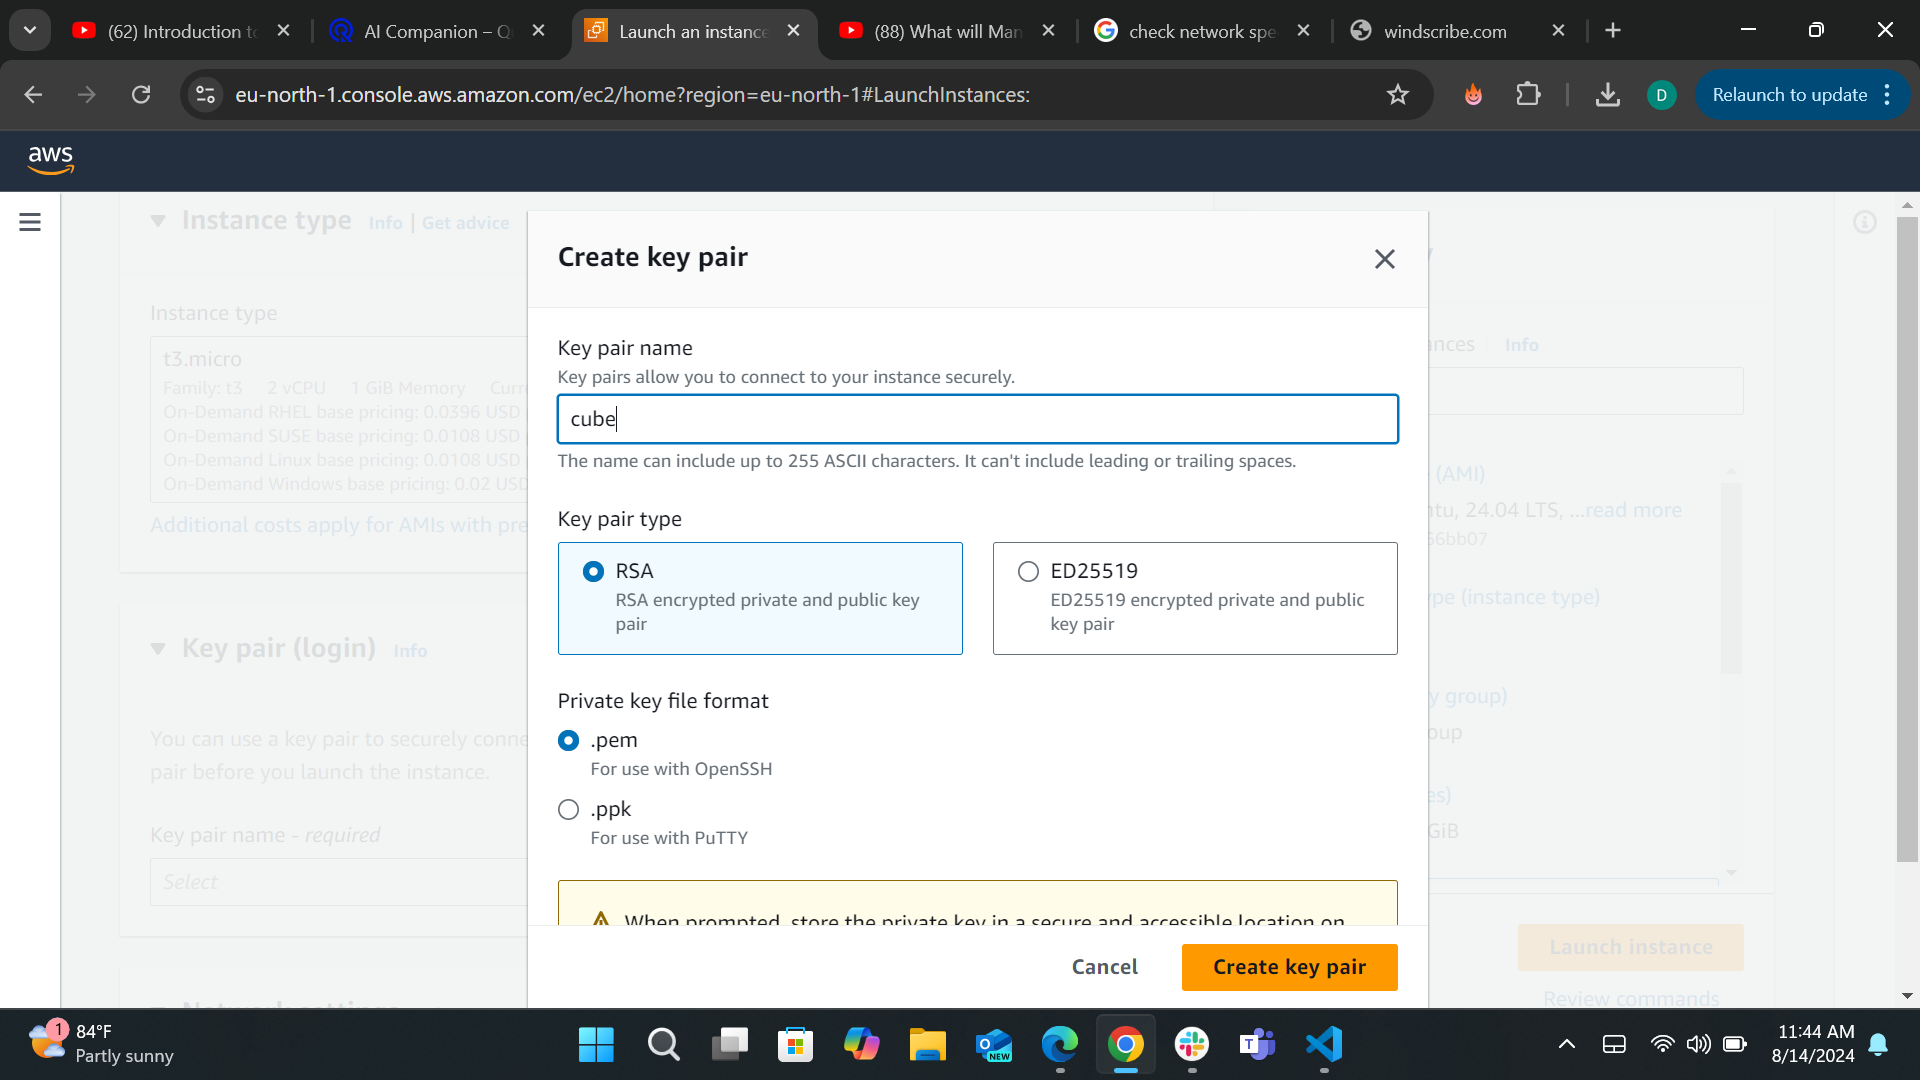 (62) Introduction to
AI Companion – Qu
Launch an instance
(88) What will Man
check network spe
windscribe.com
eu-north-1.console.aws.amazon.com/ec2/home?region=eu-north-1#LaunchInstances:
D
Relaunch to update
aws
Instance type Info | Get advice
Instance type
t3.micro
Family: t3 2 vCPU 1 GiB Memory Curr
On-Demand RHEL base pricing: 0.0396 USD p
On-Demand SUSE base pricing: 0.0108 USD
On-Demand Linux base pricing: 0.0108 USD
On-Demand Windows base pricing: 0.02 USD
Additional costs apply for AMIs with pre
Key pair (login) Info
You can use a key pair to securely conne
pair before you launch the instance.
Key pair name - required
Select
Network settings
Create key pair
Key pair name
Key pairs allow you to connect to your instance securely.
cube
The name can include up to 255 ASCII characters. It can't include leading or trailing spaces.
Key pair type
RSA
RSA encrypted private and public key
pair
ED25519
ED25519 encrypted private and public
key pair
Private key file format
.pem
For use with OpenSSH
.ppk
For use with PuTTY
When prompted, store the private key in a secure and accessible location on
Cancel
Create key pair
nces Info
(AMI)
ntu, 24.04 LTS, ...read more
56bb07
ype (instance type)
y group)
oup
es)
GiB
Launch instance
Review commands
1
84°F
Partly sunny
NEW
11:44 AM
8/14/2024